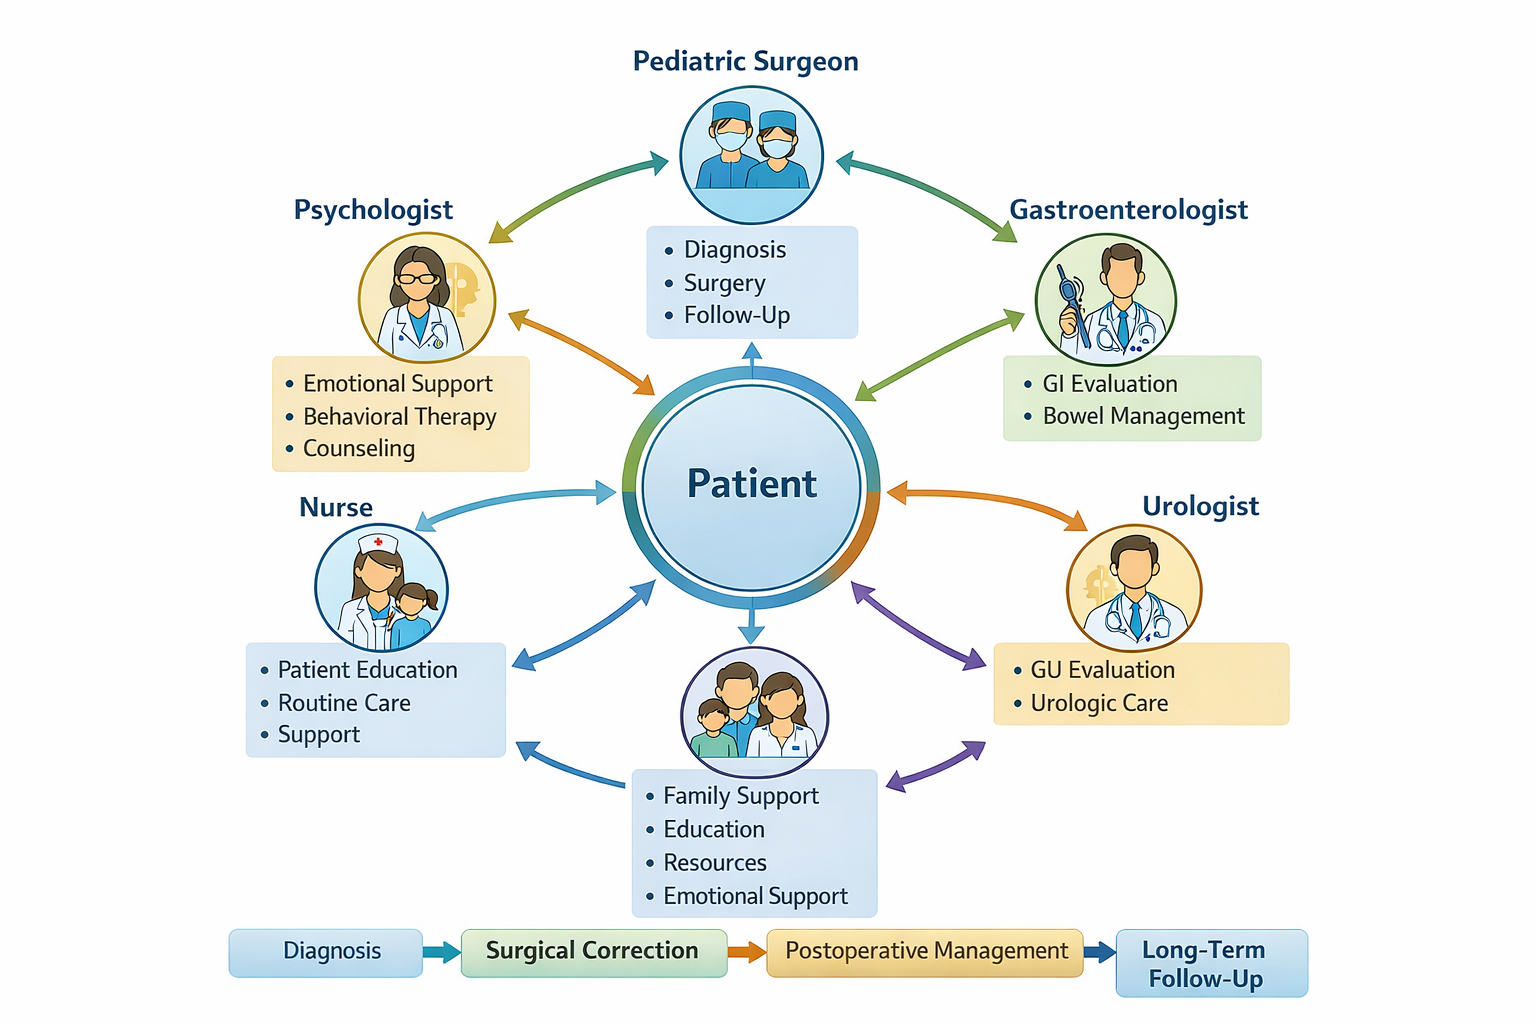 Pediatric Surgeon
• Diagnosis
• Surgery
• Follow-Up
Psychologist
• Emotional Support
• Behavioral Therapy
• Counseling
Gastroenterologist
• GI Evaluation
• Bowel Management
Patient
Nurse
• Patient Education
• Routine Care
• Support
Urologist
• GU Evaluation
• Urologic Care
• Family Support
• Education
• Resources
• Emotional Support
Diagnosis
Surgical Correction
Postoperative Management
Long-Term
Follow-Up